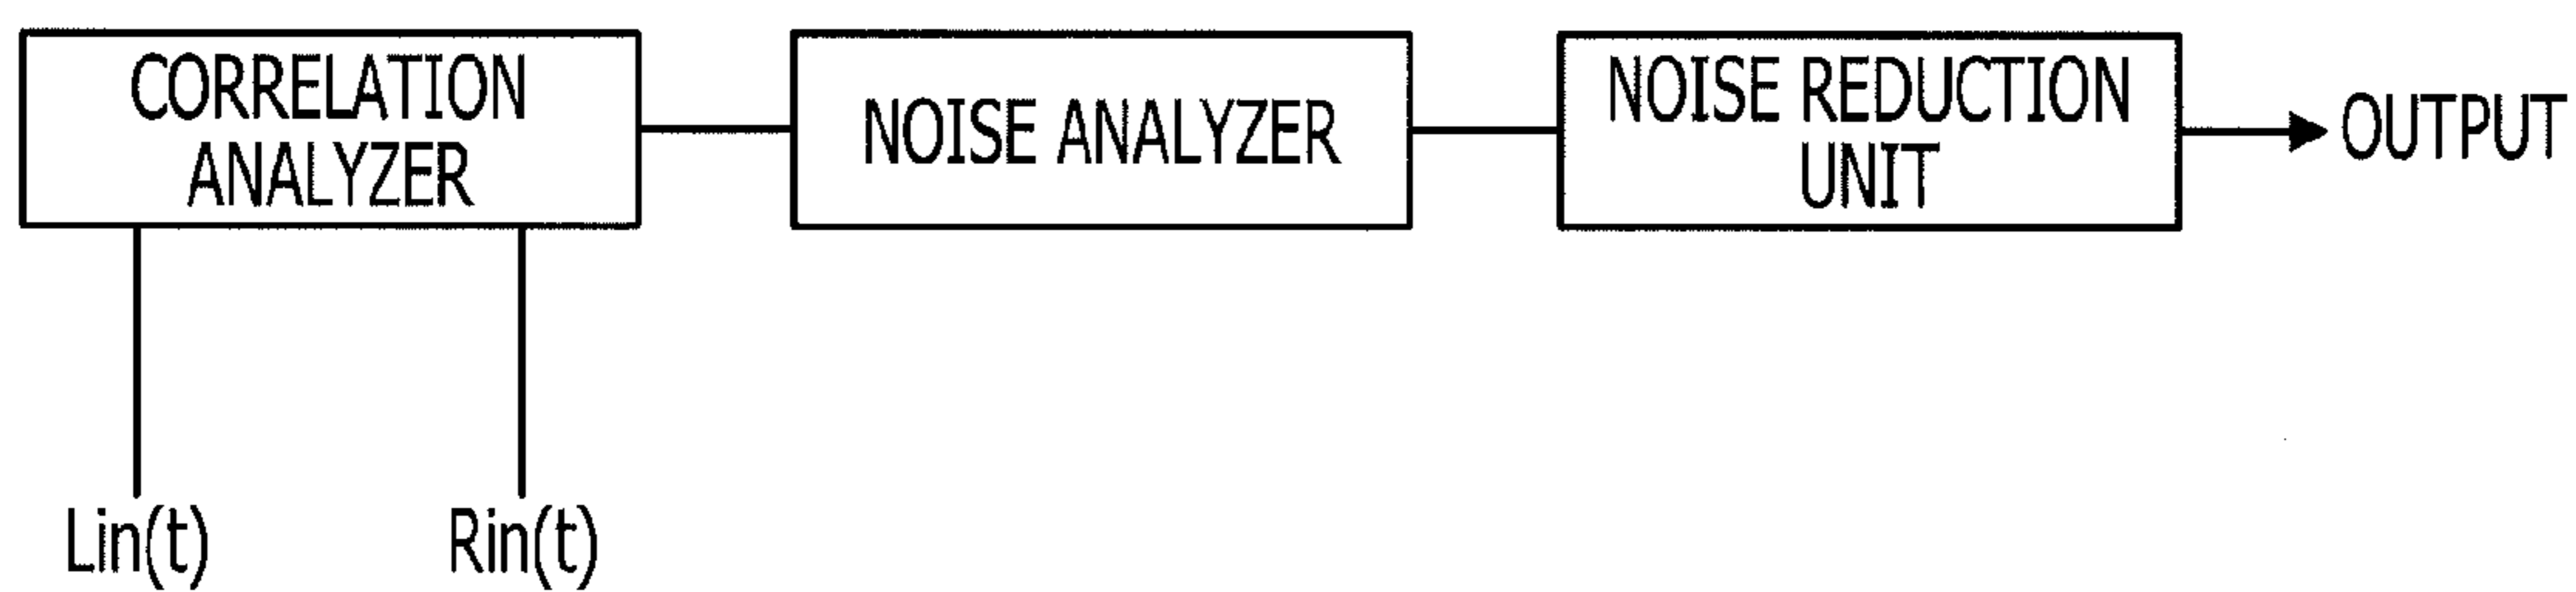 CORRELATION
ANALYZER
NOISE ANALYZER
NOISE REDUCTION
UNIT
OUTPUT
Lin(t)
Rin(t)